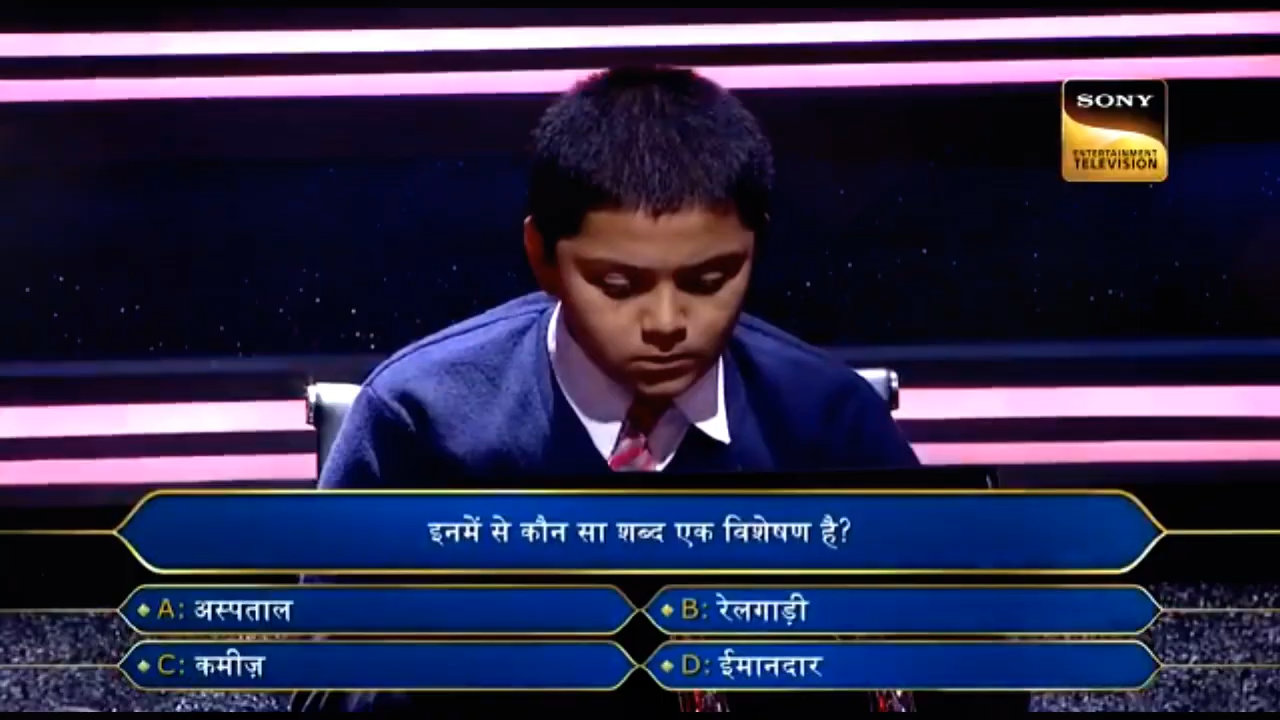 SONY
ENTERTAINMENT
TELEVISION
इनमें से कौन सा शब्द एक विशेषण है?
A: अस्पताल
B: रेलगाड़ी
C: कमीज़
D: ईमानदार